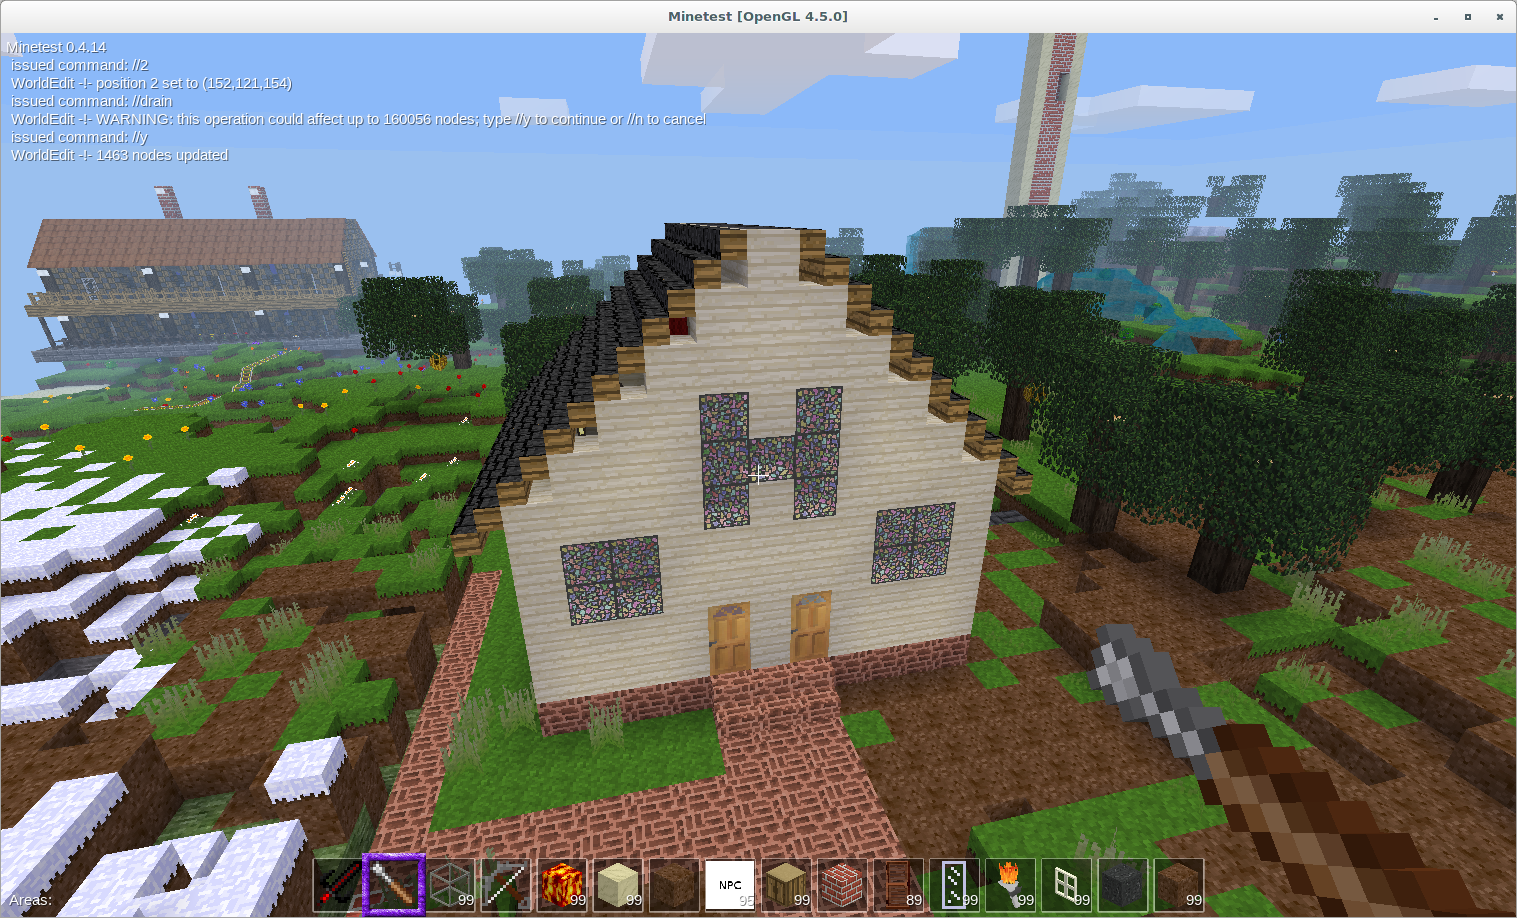 Minetest [OpenGL 4.5.0]
Minetest 0.4.14
issued command: //2
WorldEdit -!- position 2 set to (152,121,154)
issued command: //drain
WorldEdit -!- WARNING: this operation could affect up to 160056 nodes; type //y to continue or //n to cancel
issued command: //y
WorldEdit -!- 1463 nodes updated
NPC
99 99 99 95 99 89 99 99 99 99
Areas: